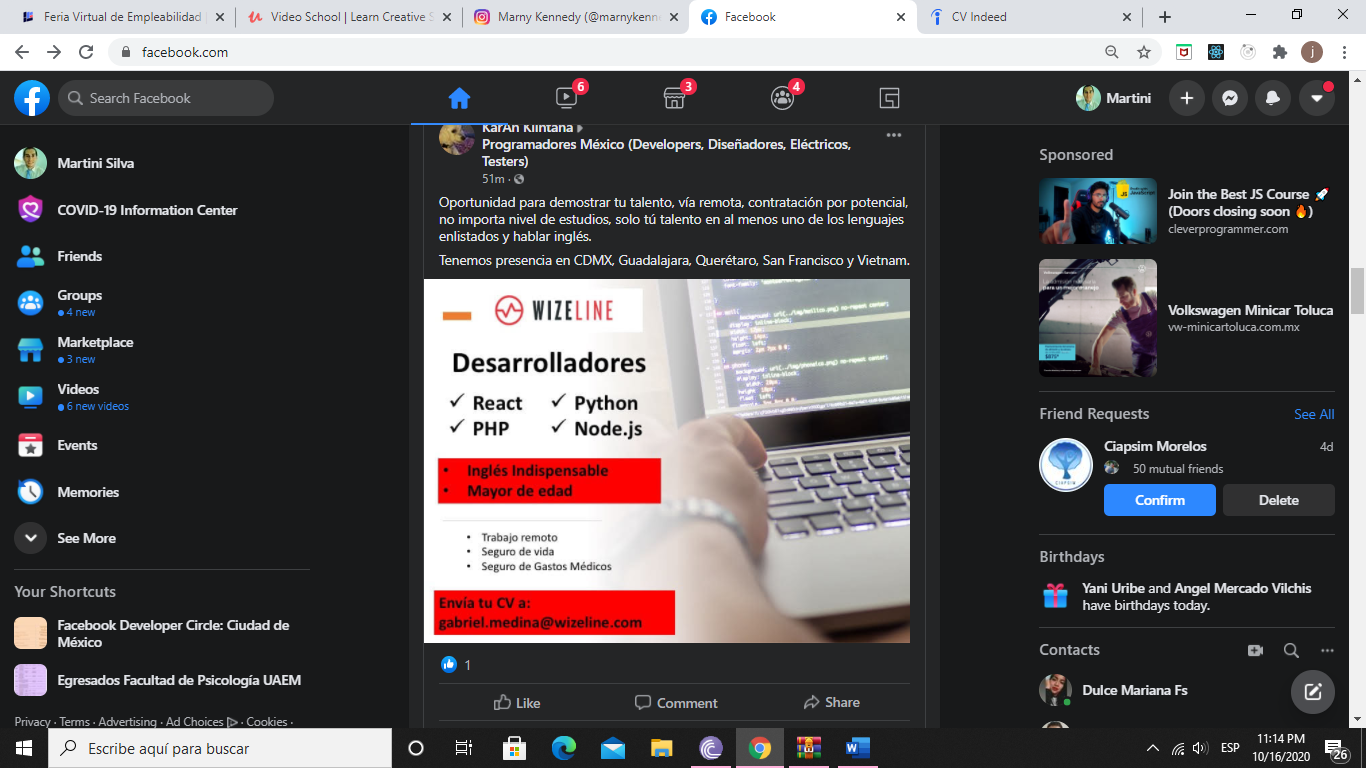 Feria Virtual de Empleabilidad
Video School | Learn Creative S
Marny Kennedy (@marnykenne
Facebook
CV Indeed
facebook.com
j
Search Facebook
6
3
4
Martini
Martini Silva
COVID-19 Information Center
Friends
Groups
4 new
Marketplace
3 new
Videos
6 new videos
Events
Memories
See More
Your Shortcuts
Facebook Developer Circle: Ciudad de
México
Egresados Facultad de Psicología UAEM
Privacy · Terms · Advertising · Ad Choices · Cookies ·
KarAn Klintana
Programadores México (Developers, Diseñadores, Eléctricos,
Testers)
51m ·
Oportunidad para demostrar tu talento, vía remota, contratación por potencial,
no importa nivel de estudios, solo tú talento en al menos uno de los lenguajes
enlistados y hablar inglés.
Tenemos presencia en CDMX, Guadalajara, Querétaro, San Francisco y Vietnam.
WIZELINE
Desarrolladores
✓ React ✓ Python
✓ PHP ✓ Node.js
• Inglés Indispensable
• Mayor de edad
• Trabajo remoto
• Seguro de vida
• Seguro de Gastos Médicos
Envía tu CV a:
gabriel.medina@wizeline.com
1
Like Comment Share
Sponsored
Join the Best JS Course 🚀
(Doors closing soon 🔥)
cleverprogrammer.com
Volkswagen Minicar Toluca
vw-minicartoluca.com.mx
Friend Requests See All
CIAPSIM
Ciapsim Morelos 4d
50 mutual friends
Confirm Delete
Birthdays
Yani Uribe and Angel Mercado Vilchis
have birthdays today.
Contacts
Dulce Mariana Fs
Escribe aquí para buscar
ESP
11:14 PM
10/16/2020
26